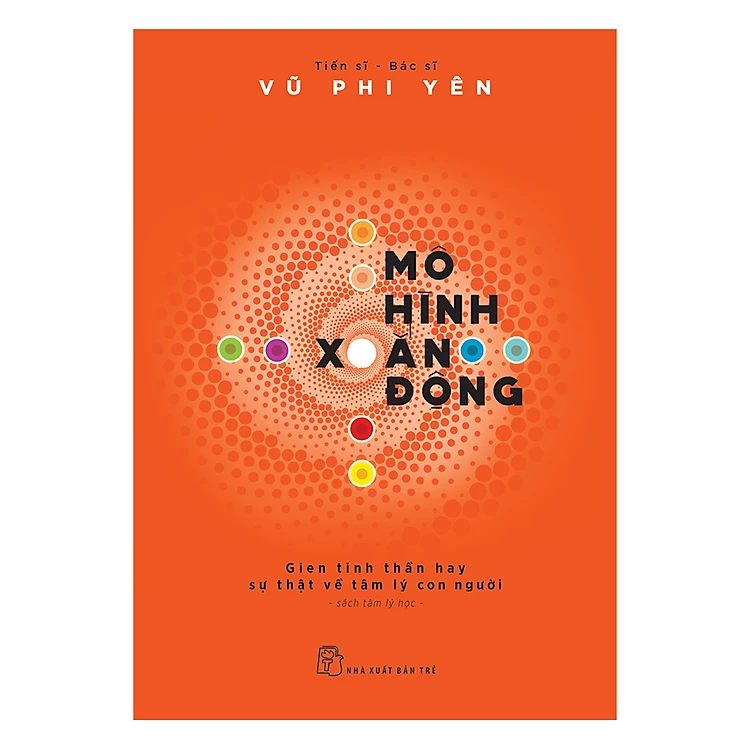 Tiến sĩ - Bác sĩ
VŨ PHI YÊN
MÔ
HÌNH
XOẮN
ĐỘNG
Gien tinh thần hay
sự thật về tâm lý con người
- sách tâm lý học -
NHÀ XUẤT BẢN TRẺ